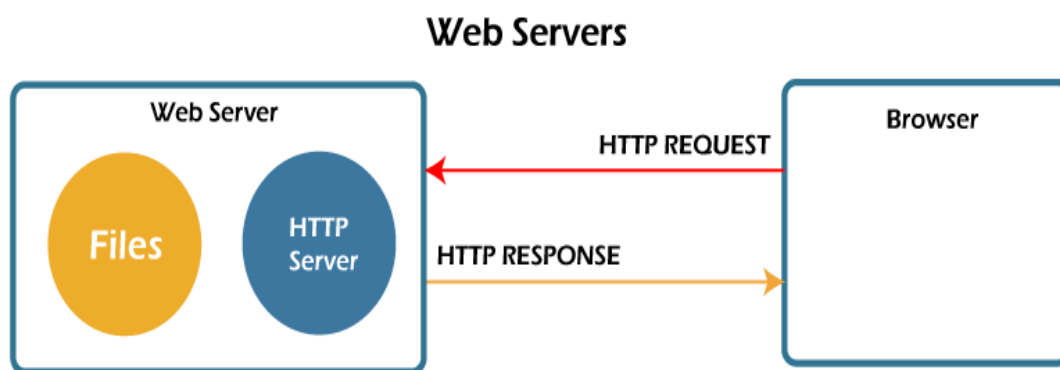 Web Servers
Web Server
Browser
HTTP REQUEST
Files
HTTP
Server
HTTP RESPONSE